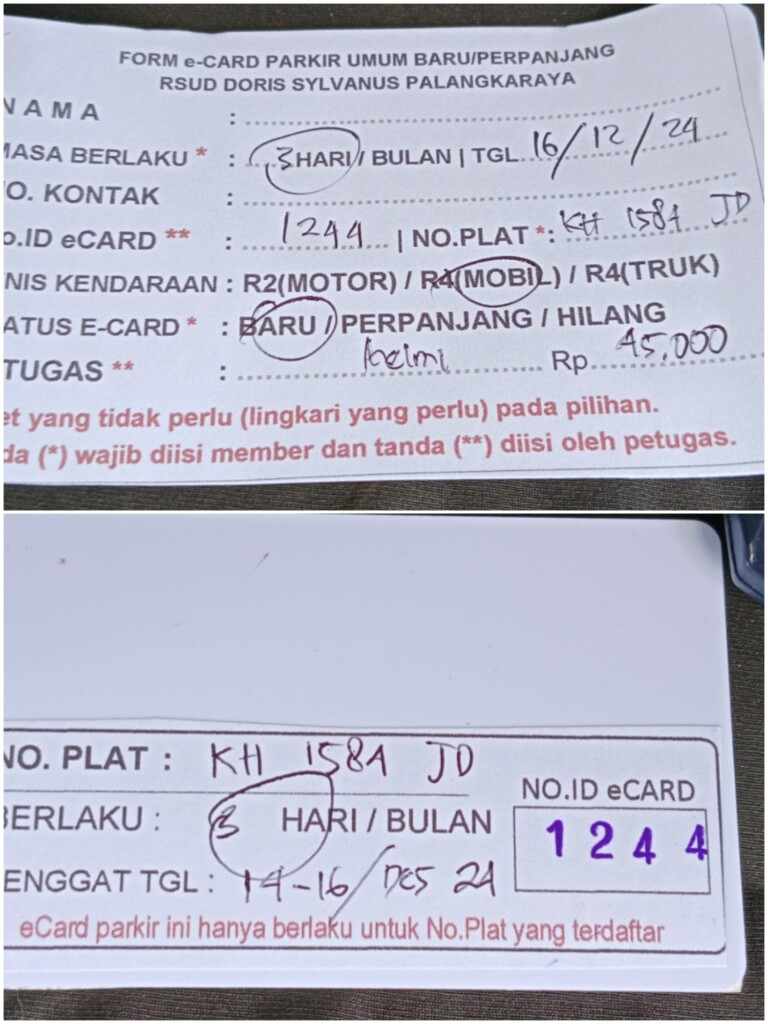 FORM e-CARD PARKIR UMUM BARU/PERPANJANG
RSUD DORIS SYLVANUS PALANGKARAYA
NAMA :
MASA BERLAKU * : 3 HARI / BULAN | TGL 16/12/24
O. KONTAK :
o.ID eCARD ** : 1244 | NO.PLAT *: KH 1584 JD
NIS KENDARAAN : R2(MOTOR) / R4(MOBIL) / R4(TRUK)
ATUS E-CARD * : BARU / PERPANJANG / HILANG
TUGAS ** : Helmi Rp 45.000
et yang tidak perlu (lingkari yang perlu) pada pilihan.
da (*) wajib diisi member dan tanda (**) diisi oleh petugas.
NO. PLAT : KH 1584 JD
BERLAKU : 3 HARI / BULAN
NO.ID eCARD
1244
ENGGAT TGL : 14-16/DES 24
eCard parkir ini hanya berlaku untuk No.Plat yang terdaftar